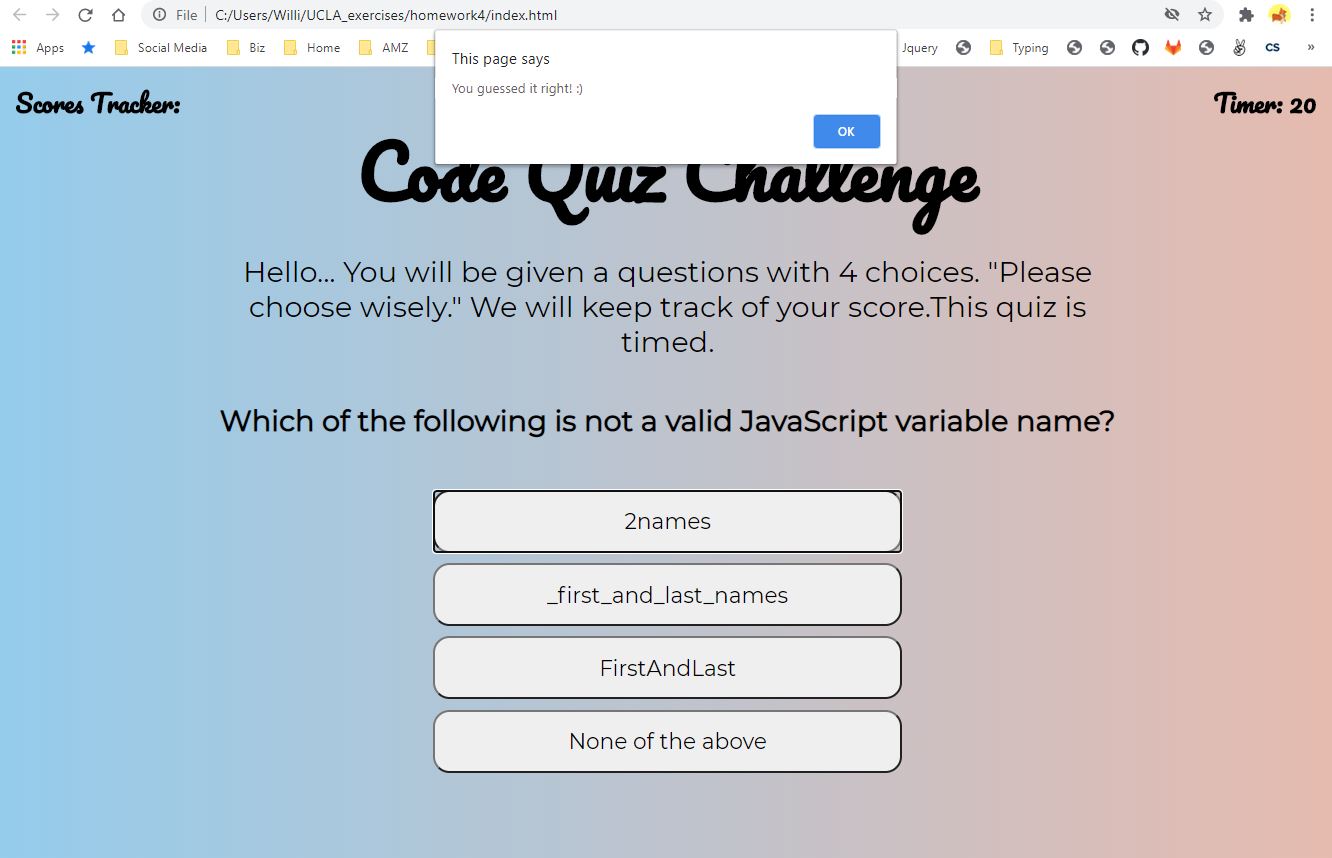 File C:/Users/Willi/UCLA_exercises/homework4/index.html
Apps Social Media Biz Home AMZ Jquery Typing CS »
This page says
You guessed it right! :)
OK
Scores Tracker: Timer: 20
Code Quiz Challenge
Hello... You will be given a questions with 4 choices. "Please
choose wisely." We will keep track of your score.This quiz is
timed.
Which of the following is not a valid JavaScript variable name?
2names
_first_and_last_names
FirstAndLast
None of the above